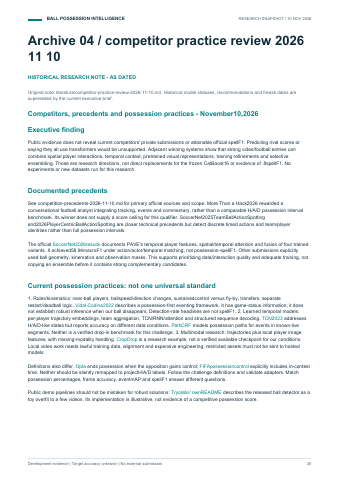 BALL POSSESSION INTELLIGENCE
RESEARCH SNAPSHOT / 10 NOV 2026
Archive 04 / competitor practice review 2026
11 10
HISTORICAL RESEARCH NOTE - AS DATED
Original note: literature/competitor-practice-review-2026-11-10.md. Historical model statuses, recommendations and freeze dates are
superseded by the current executive brief.
Competitors, precedents and possession practices - November10,2026
Executive finding
Public evidence does not reveal current competitors' private submissions or attainable official spellF1. Predicting rival scores or
saying they all use transformers would be unsupported. Adjacent winning systems show that strong video/football entries can
combine spatial player interactions, temporal context, pretrained visual representations, training refinements and selective
ensembling. Those are research directions, not direct replacements for the frozen CatBoost16 or evidence of .8spellF1. No
experiments or new datasets run for this research.
Documented precedents
See competitor-precedents-2026-11-10.md for primary official sources and scope. More Than a Hack2026 rewarded a
conversational football analyst integrating tracking, events and commentary, rather than a comparable HA/D possession interval
benchmark. Its winner does not supply a score ceiling for this qualifier. SoccerNet2025TeamBallActionSpotting
and2026PlayerCentricBallActionSpotting are closer technical precedents but detect discrete timed actions and team/player
identities rather than full possession intervals.
The official SoccerNet2026results documents PAVE's temporal player features, spatial/temporal attention and fusion of four trained
variants. It achieved
under action/actor/temporal matching, not possession-spellF1. Other submissions explicitly
used ball geometry, kinematics and observation masks. This supports prioritizing data/interaction quality and adequate training, not
copying an ensemble before it contains strong complementary candidates.
Current possession practices: not one universal standard
1. Rules/kinematics: near-ball players, ballspeed/direction changes, sustained control versus fly-by, transfers, separate
restart/deadball logic. Vidal-Codina2022 describes a possession-first eventing framework. It has game-status information; it does
not establish robust inference when our ball disappears. Detection-rate headlines are not spellF1. 2. Learned temporal models:
per-player trajectory embeddings, team aggregation, TCN/RNN/attention and structured sequence decoding. TCN2023 addresses
H/A/D-like states but reports accuracy on different data conditions. PathCRF models possession paths for events in known-ball
segments. Neither is a verified drop-in benchmark for this challenge. 3. Multimodal research: trajectories plus local player image
features, with missing-modality handling. CropDrop is a research example, not a verified available checkpoint for our conditions.
Local video work needs lawful training data, alignment and expensive engineering; restricted assets must not be sent to hosted
models.
Definitions also differ. Opta ends possession when the opposition gains control; FIFApossessioncontrol explicitly includes in-contest
time. Neither should be silently remapped to projectHA/D labels. Follow the challenge definition and validate adapters. Match
possession percentages, frame accuracy, eventmAP and spellF1 answer different questions.
Public demo pipelines should not be mistaken for robust solutions: Tryolabs' ownREADME describes the released ball detector as a
toy overfit to a few videos. Its implementation is illustrative, not evidence of competitive possession score.
Development evidence | Target accuracy unknown | No external submission